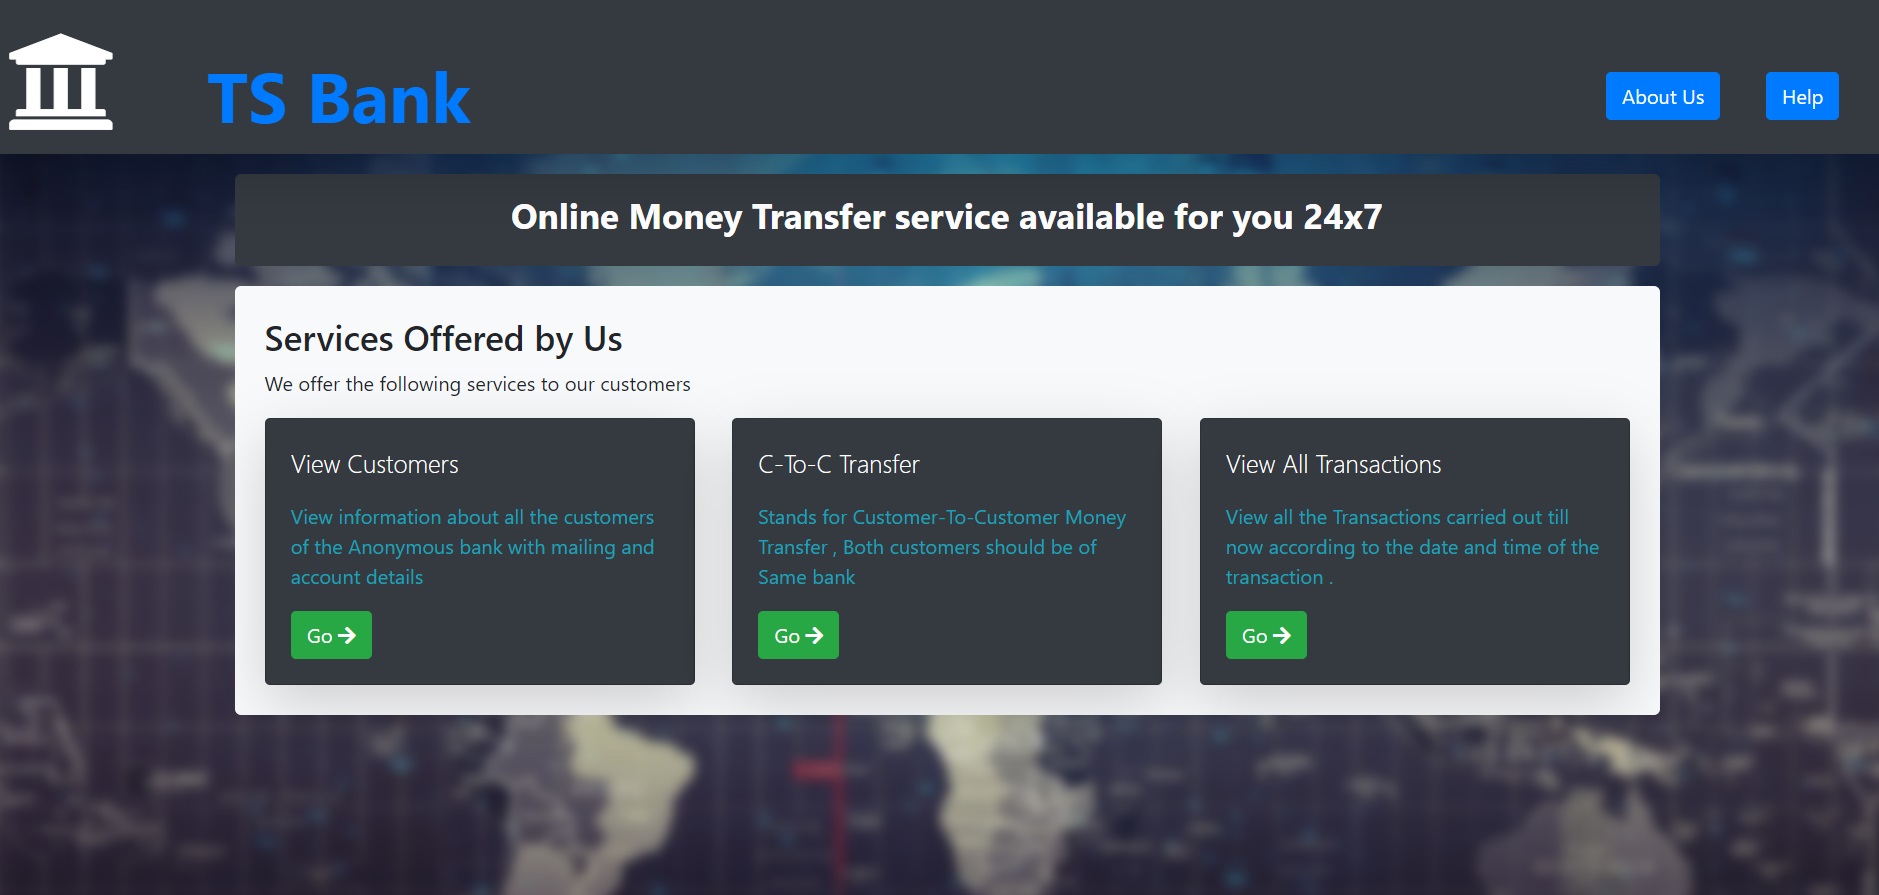 TS Bank
About Us
Help
Online Money Transfer service available for you 24x7
Services Offered by Us
We offer the following services to our customers
View Customers
View information about all the customers
of the Anonymous bank with mailing and
account details
Go
C-To-C Transfer
Stands for Customer-To-Customer Money
Transfer , Both customers should be of
Same bank
Go
View All Transactions
View all the Transactions carried out till
now according to the date and time of the
transaction .
Go